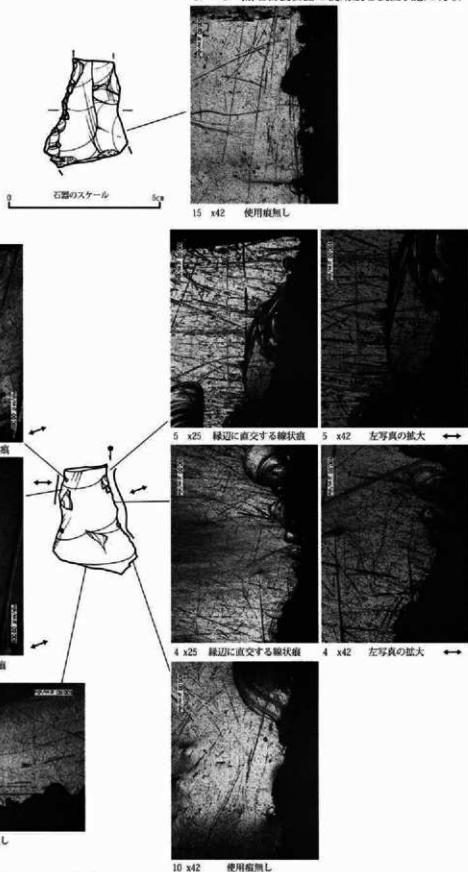 0 石器のスケール 5cm
15 x42 使用痕無し
痕
5 x25 縁辺に直交する線状痕
5 x42 左写真の拡大
痕
4 x25 縁辺に直交する線状痕
4 x42 左写真の拡大
し
10 x42 使用痕無し